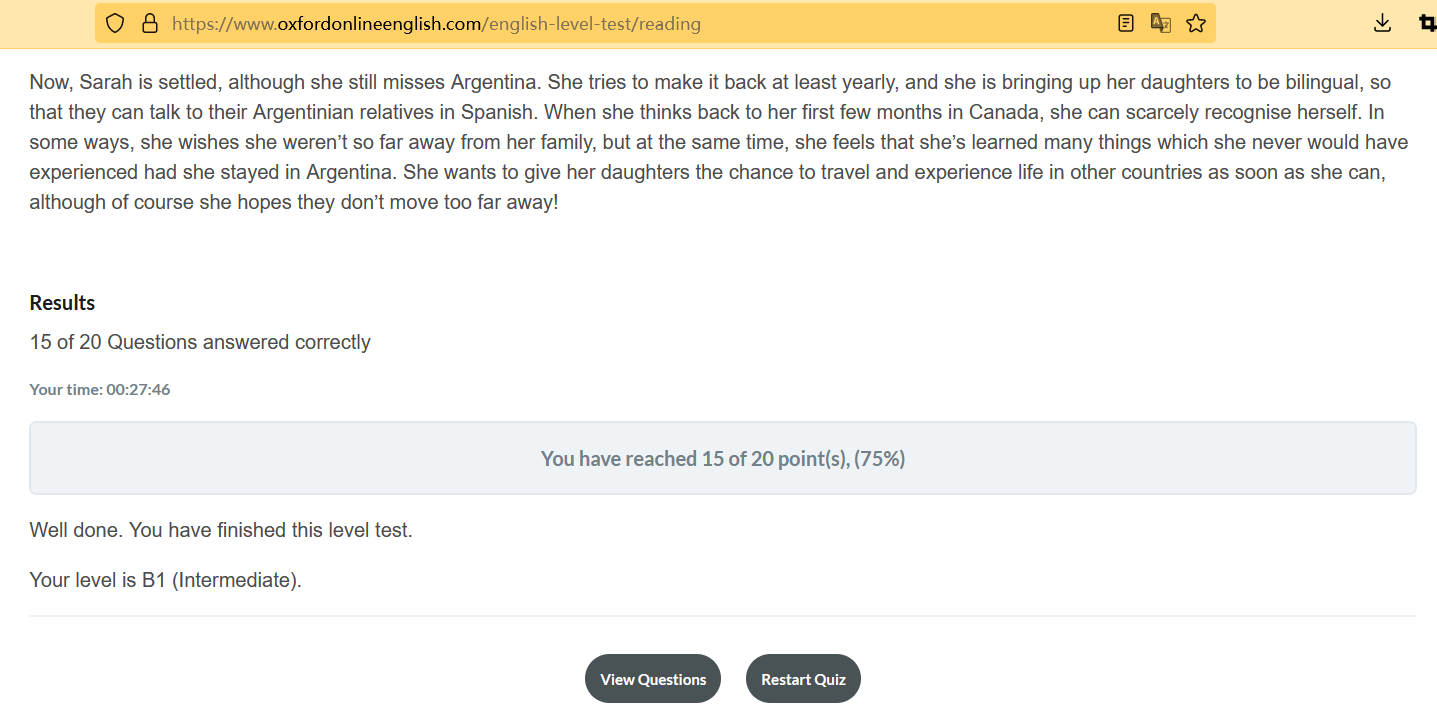 https://www.oxfordonlineenglish.com/english-level-test/reading
Now, Sarah is settled, although she still misses Argentina. She tries to make it back at least yearly, and she is bringing up her daughters to be bilingual, so
that they can talk to their Argentinian relatives in Spanish. When she thinks back to her first few months in Canada, she can scarcely recognise herself. In
some ways, she wishes she weren’t so far away from her family, but at the same time, she feels that she’s learned many things which she never would have
experienced had she stayed in Argentina. She wants to give her daughters the chance to travel and experience life in other countries as soon as she can,
although of course she hopes they don’t move too far away!
Results
15 of 20 Questions answered correctly
Your time: 00:27:46
You have reached 15 of 20 point(s), (75%)
Well done. You have finished this level test.
Your level is B1 (Intermediate).
View Questions
Restart Quiz